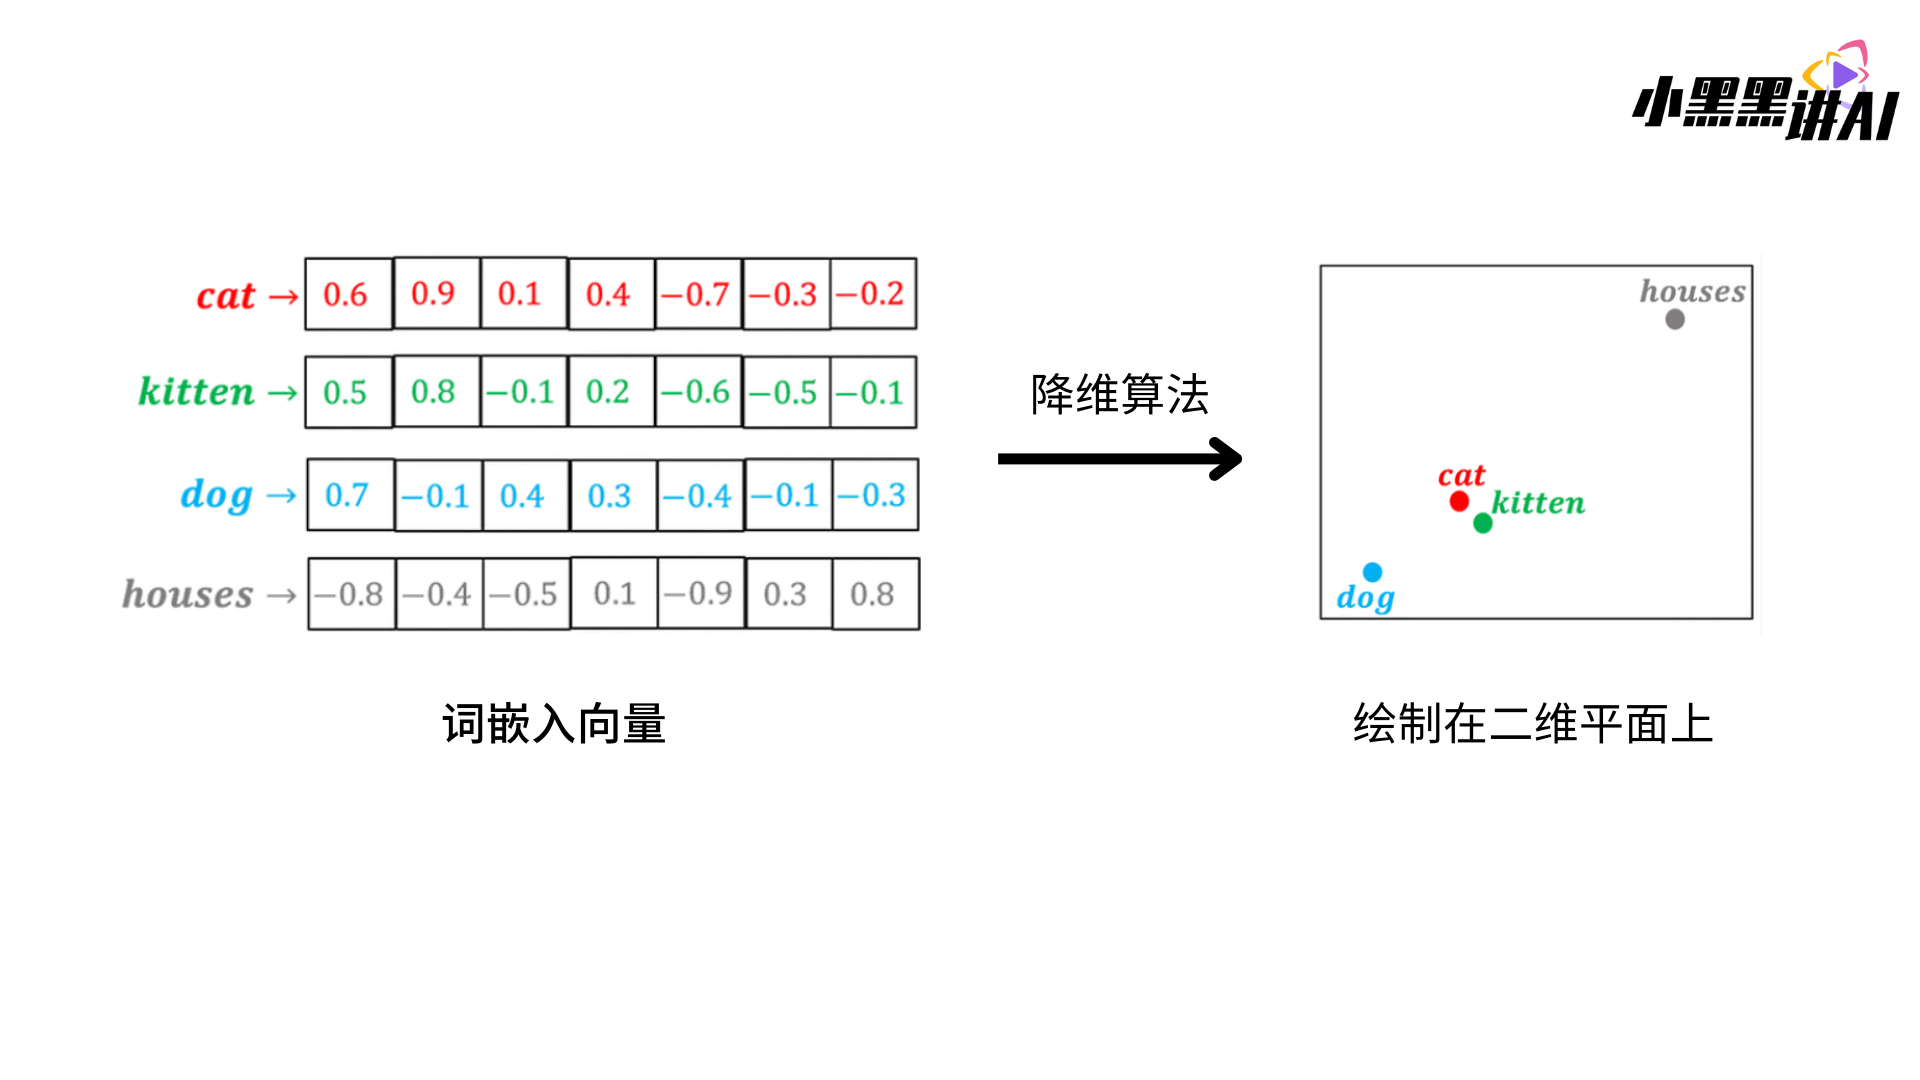 小黑黑讲AI
cat → 0.6 0.9 0.1 0.4 −0.7 −0.3 −0.2
kitten → 0.5 0.8 −0.1 0.2 −0.6 −0.5 −0.1
dog → 0.7 −0.1 0.4 0.3 −0.4 −0.1 −0.3
houses → −0.8 −0.4 −0.5 0.1 −0.9 0.3 0.8
词嵌入向量
降维算法
houses
cat
kitten
dog
绘制在二维平面上